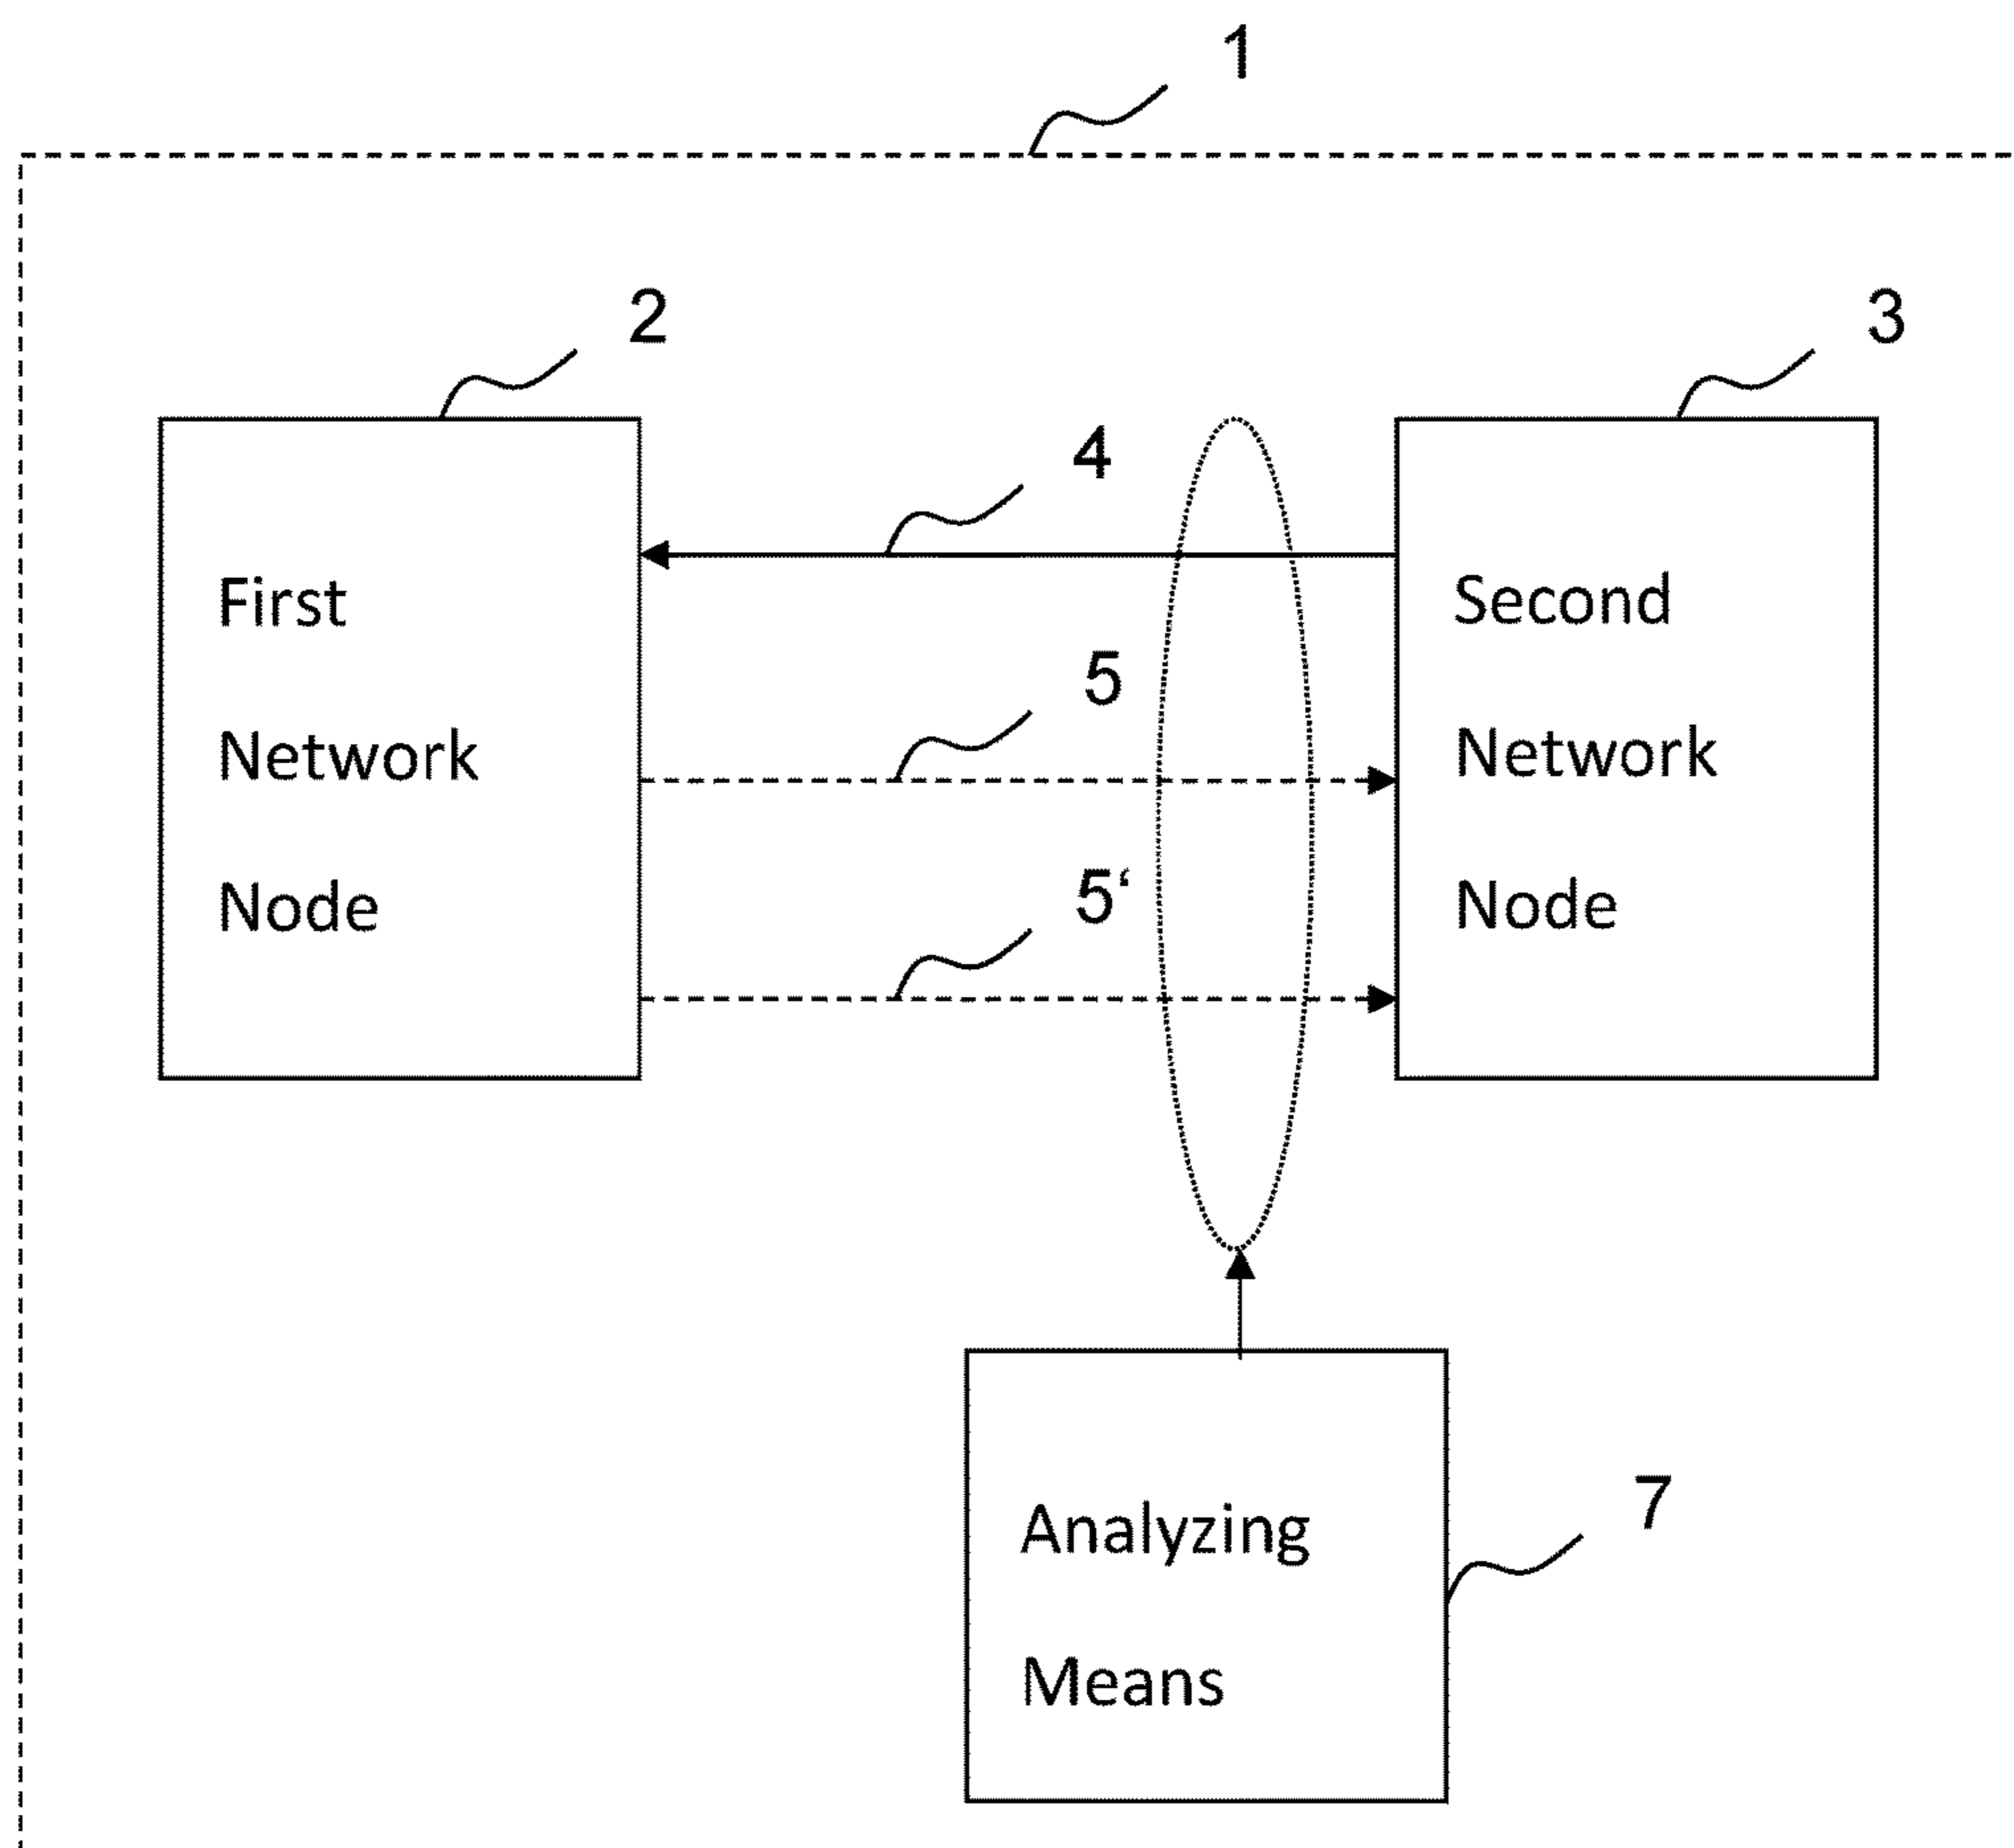 1
2
3
4
First
Network
Node
Second
Network
Node
5
5‘
Analyzing
Means
7